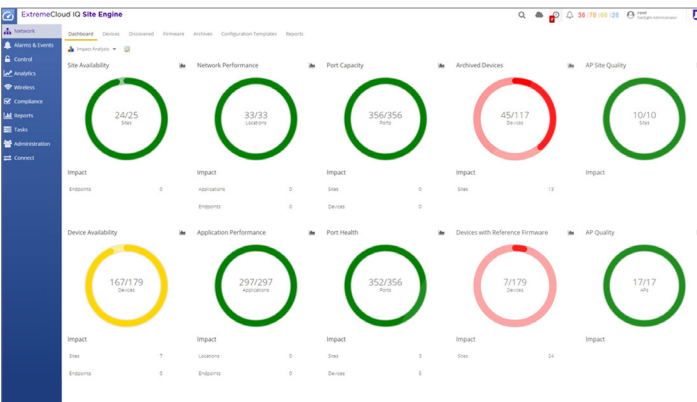 ExtremeCloud IQ Site Engine
Network
Alarms & Events
Control
Analytics
Wireless
Compliance
Reports
Tasks
Administration
Connect
Dashboard Devices Discovered Firmware Archives Configuration Templates Reports
Impact Analysis
Site Availability
24/25
Sites
Impact
Endpoints 0
Network Performance
33/33
Locations
Impact
Applications 0
Endpoints 0
Port Capacity
356/356
Ports
Impact
Sites 0
Devices 0
Archived Devices
45/117
Devices
Impact
Sites 13
AP Site Quality
10/10
Sites
Impact
Device Availability
167/179
Devices
Impact
Sites 7
Endpoints 0
Application Performance
297/297
Applications
Impact
Locations 0
Endpoints 0
Port Health
352/356
Ports
Impact
Sites 0
Devices
Devices with Reference Firmware
7/179
Devices
Impact
Sites 24
AP Quality
17/17
APs
Impact